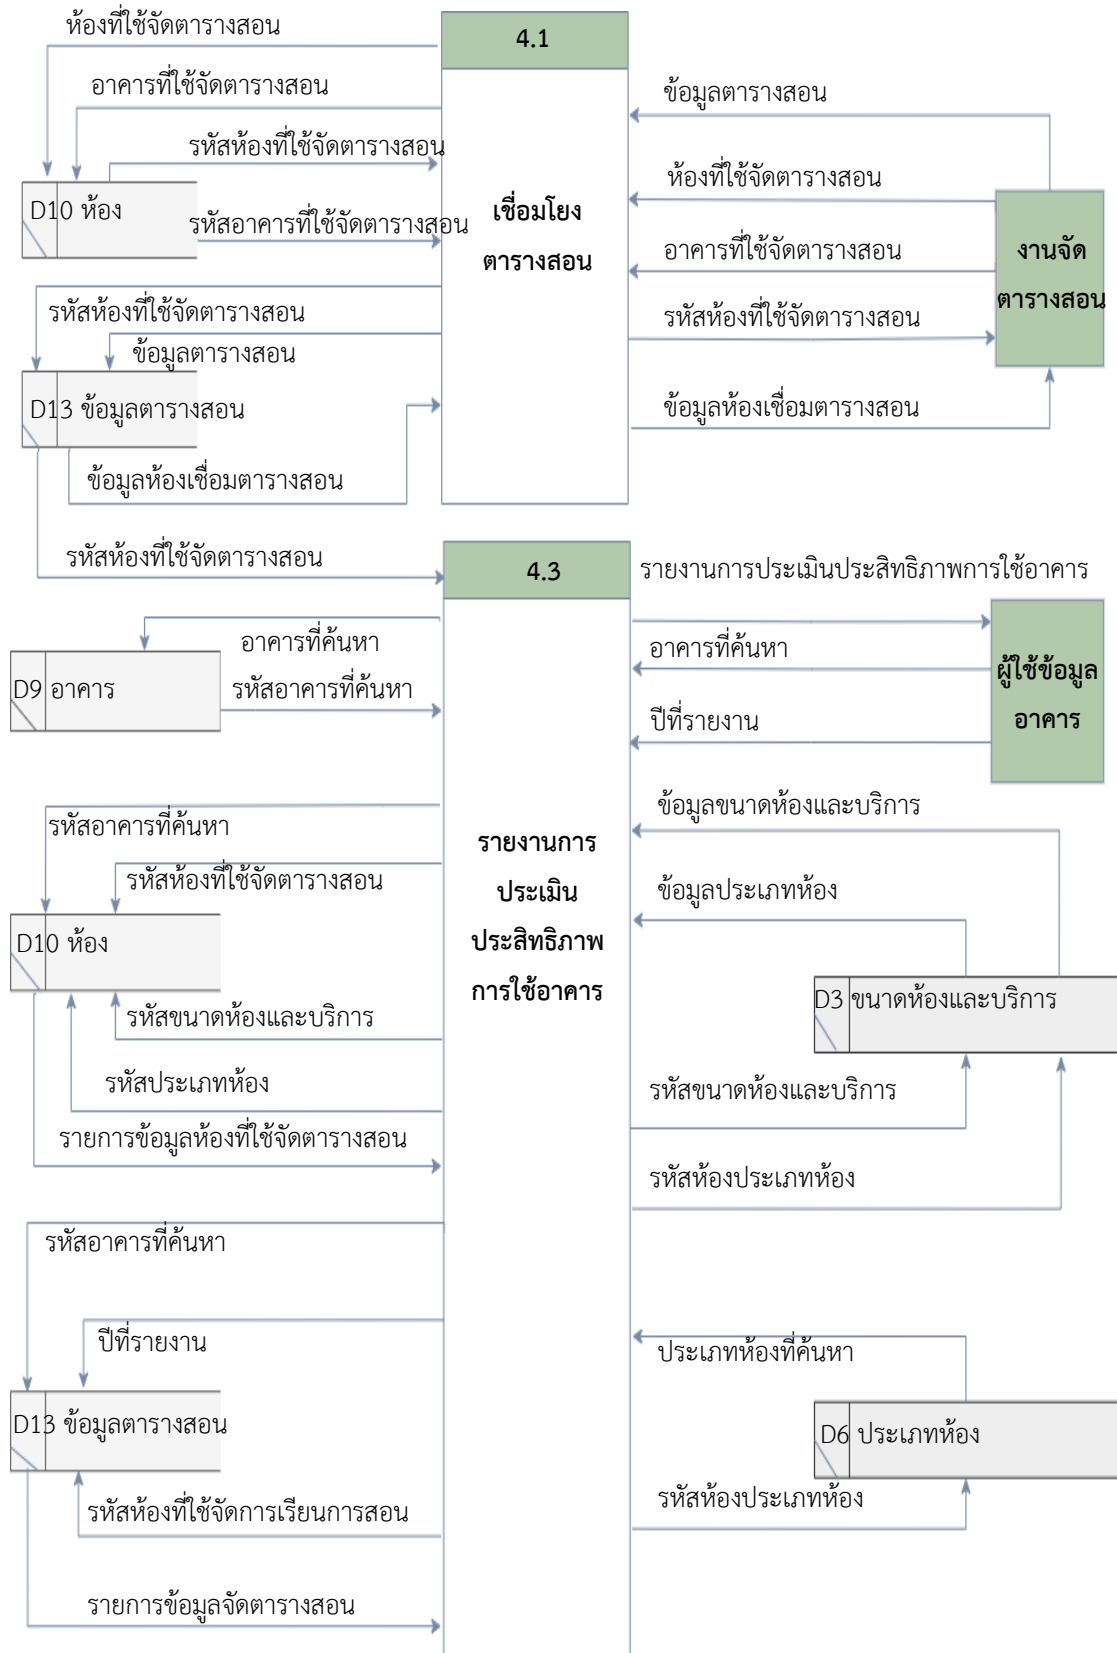 ห้องที่ใช้จัดตารางสอน
4.1
อาคารที่ใช้จัดตารางสอน
ข้อมูลตารางสอน
รหัสห้องที่ใช้จัดตารางสอน
ห้องที่ใช้จัดตารางสอน
D10 ห้อง
รหัสอาคารที่ใช้จัดตารางสอน
เชื่อมโยง
ตารางสอน
อาคารที่ใช้จัดตารางสอน
งานจัด
ตารางสอน
รหัสห้องที่ใช้จัดตารางสอน
รหัสห้องที่ใช้จัดตารางสอน
ข้อมูลตารางสอน
D13 ข้อมูลตารางสอน
ข้อมูลห้องเชื่อมตารางสอน
ข้อมูลห้องเชื่อมตารางสอน
รหัสห้องที่ใช้จัดตารางสอน
4.3
รายงานการประเมินประสิทธิภาพการใช้อาคาร
อาคารที่ค้นหา
อาคารที่ค้นหา
D9 อาคาร
รหัสอาคารที่ค้นหา
ผู้ใช้ข้อมูล
อาคาร
ปีที่รายงาน
ข้อมูลขนาดห้องและบริการ
รหัสอาคารที่ค้นหา
รายงานการ
ประเมิน
ประสิทธิภาพ
การใช้อาคาร
รหัสห้องที่ใช้จัดตารางสอน
ข้อมูลประเภทห้อง
D10 ห้อง
D3 ขนาดห้องและบริการ
รหัสขนาดห้องและบริการ
รหัสประเภทห้อง
รหัสขนาดห้องและบริการ
รายการข้อมูลห้องที่ใช้จัดตารางสอน
รหัสห้องประเภทห้อง
รหัสอาคารที่ค้นหา
ปีที่รายงาน
ประเภทห้องที่ค้นหา
D13 ข้อมูลตารางสอน
D6 ประเภทห้อง
รหัสห้องที่ใช้จัดการเรียนการสอน
รหัสห้องประเภทห้อง
รายการข้อมูลจัดตารางสอน